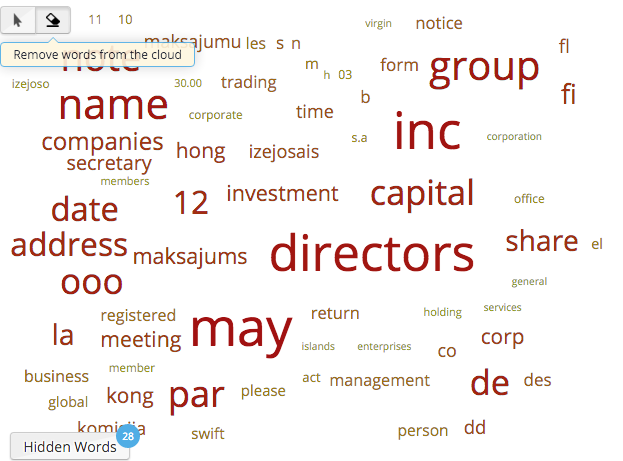 11 10 virgin notice
maksajumu les s n fl
Remove words from the cloud
note m form group
izejoso 30.00 trading h 03 fi
name corporate time b
inc
companies s.a corporation
secretary hong izejosais
members
12 investment capital office
date
address maksajums directors share el
ooo general
registered may return holding services
la meeting islands enterprises co corp
business member act management de des
global kong par please
swift person dd
Hidden Words 28